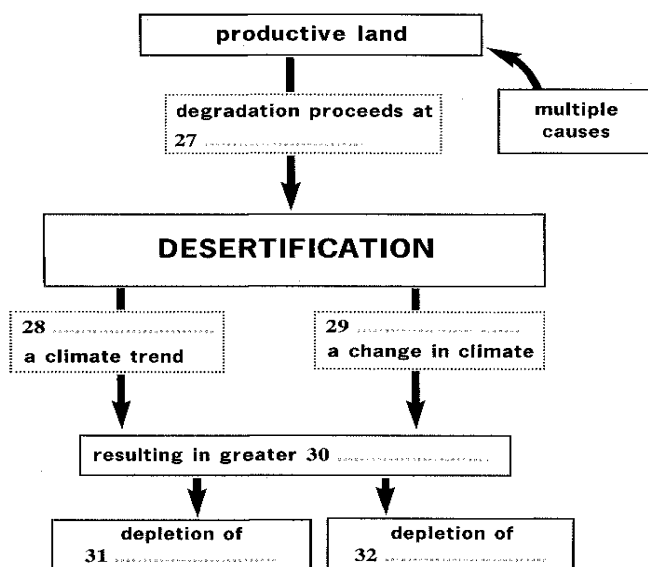 productive land
degradation proceeds at
27
multiple
causes
DESERTIFICATION
28
a climate trend
29
a change in climate
resulting in greater 30
depletion of
31
depletion of
32